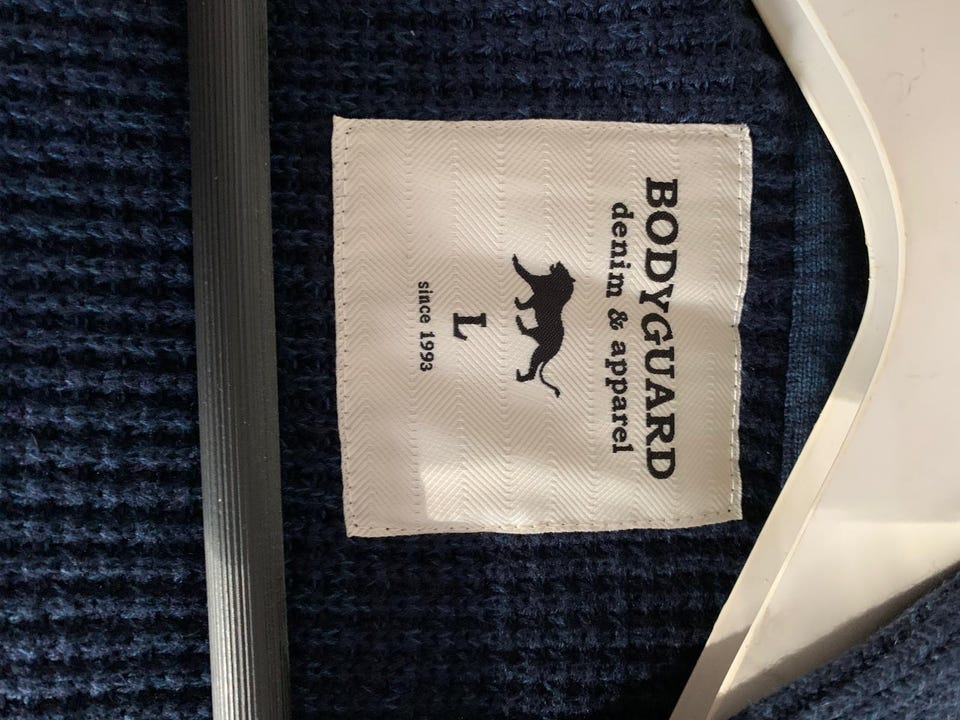 BODYGUARD
denim & apparel
L
since 1993